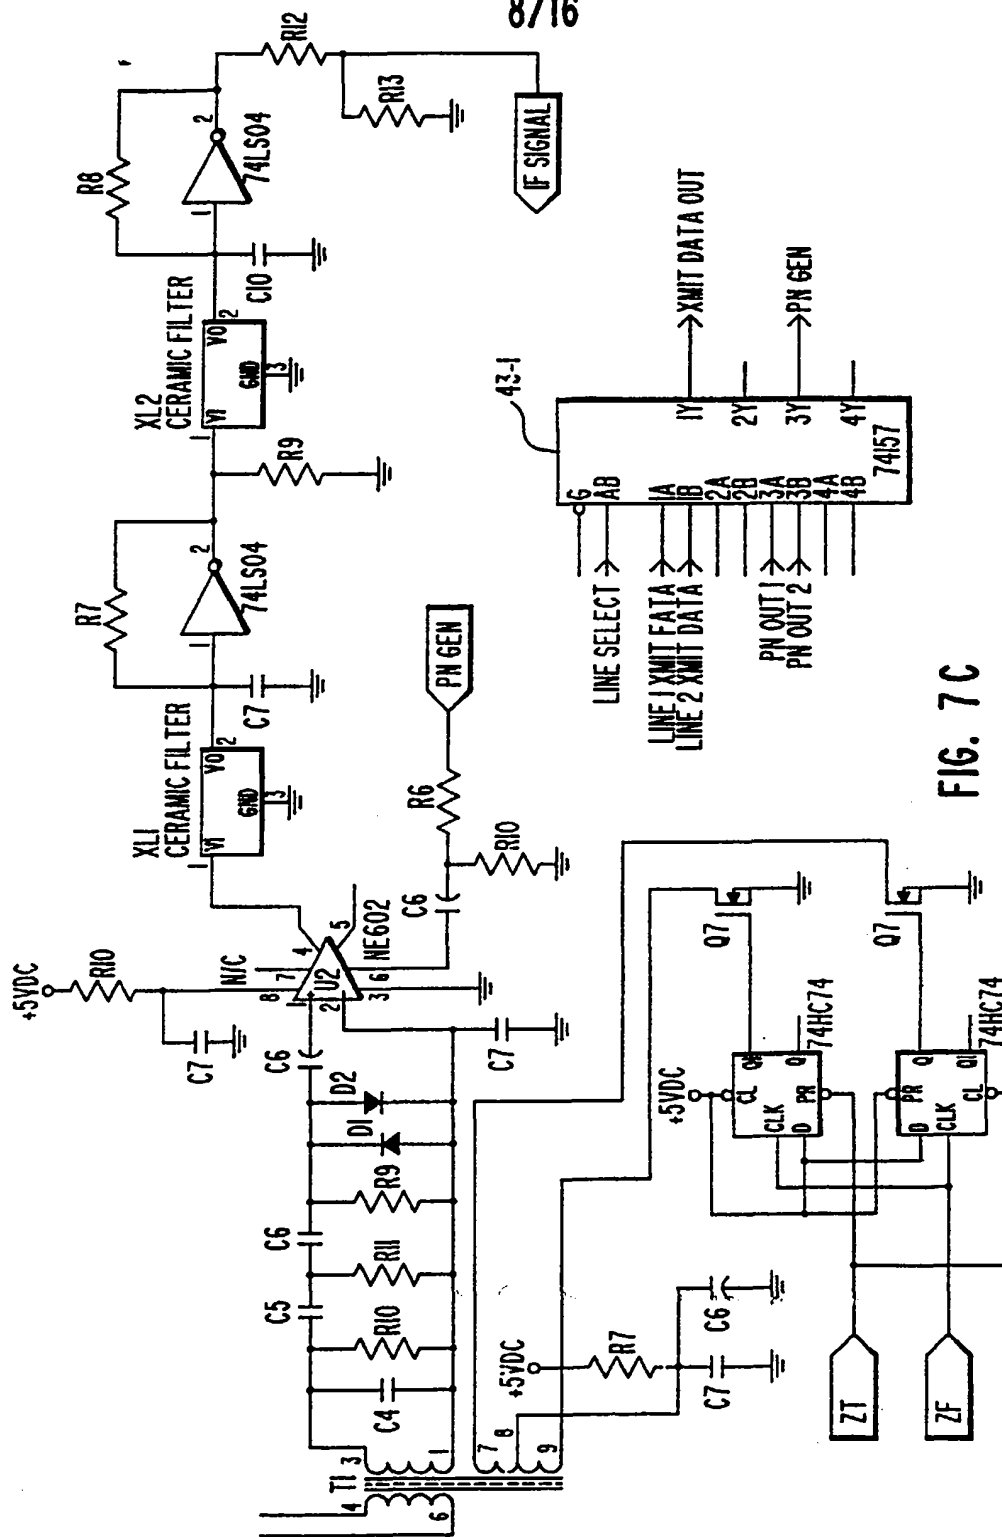 8/16
+5VDC
R10
C7
N/C
XL1
CERAMIC FILTER
1
V1
V0
2
GND
3
C7
R7
1
2
74LS04
R9
XL2
CERAMIC FILTER
1
V1
V0
2
GND
3
C10
R8
1
2
74LS04
R12
R13
IF SIGNAL
T1
4
6
3
1
C4
R10
C5
R11
C6
R9
D1
D2
C6
C7
8
7
4
5
U2
2
6
3
NE602
C6
R10
R6
PN GEN
7
8
9
+5VDC
R7
C7
C6
43-1
G
AB
1A
1B
2A
2B
3A
3B
4A
4B
1Y
2Y
3Y
4Y
74157
LINE SELECT
LINE 1 XMIT FATA
LINE 2 XMIT DATA
PN OUT 1
PN OUT 2
XMIT DATA OUT
PN GEN
ZT
ZF
+5VDC
CL
CLK
D
PR
Q
74HC74
Q7
PR
D
CLK
CL
Q
Q1
74HC74
Q7
FIG. 7C